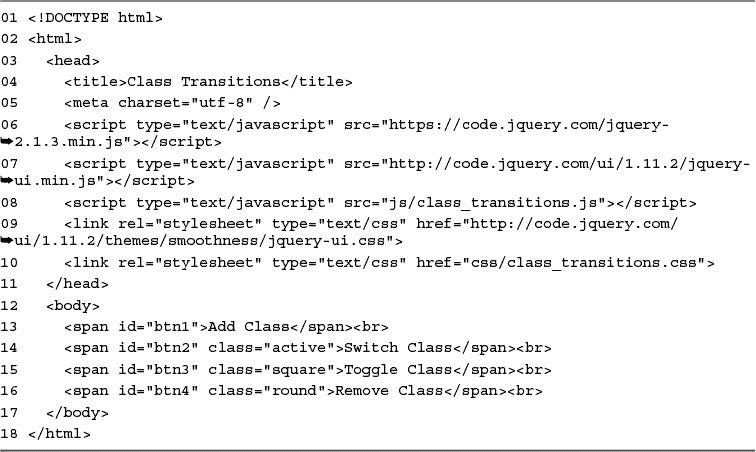 01 <!DOCTYPE html>
02 <html>
03   <head>
04     <title>Class Transitions</title>
05     <meta charset="utf-8" />
06     <script type="text/javascript" src="https://code.jquery.com/jquery-
➥2.1.3.min.js"></script>
07     <script type="text/javascript" src="http://code.jquery.com/ui/1.11.2/jquery-
➥ui.min.js"></script>
08     <script type="text/javascript" src="js/class_transitions.js"></script>
09     <link rel="stylesheet" type="text/css" href="http://code.jquery.com/
➥ui/1.11.2/themes/smoothness/jquery-ui.css">
10     <link rel="stylesheet" type="text/css" href="css/class_transitions.css">
11   </head>
12   <body>
13     <span id="btn1">Add Class</span><br>
14     <span id="btn2" class="active">Switch Class</span><br>
15     <span id="btn3" class="square">Toggle Class</span><br>
16     <span id="btn4" class="round">Remove Class</span><br>
17   </body>
18 </html>